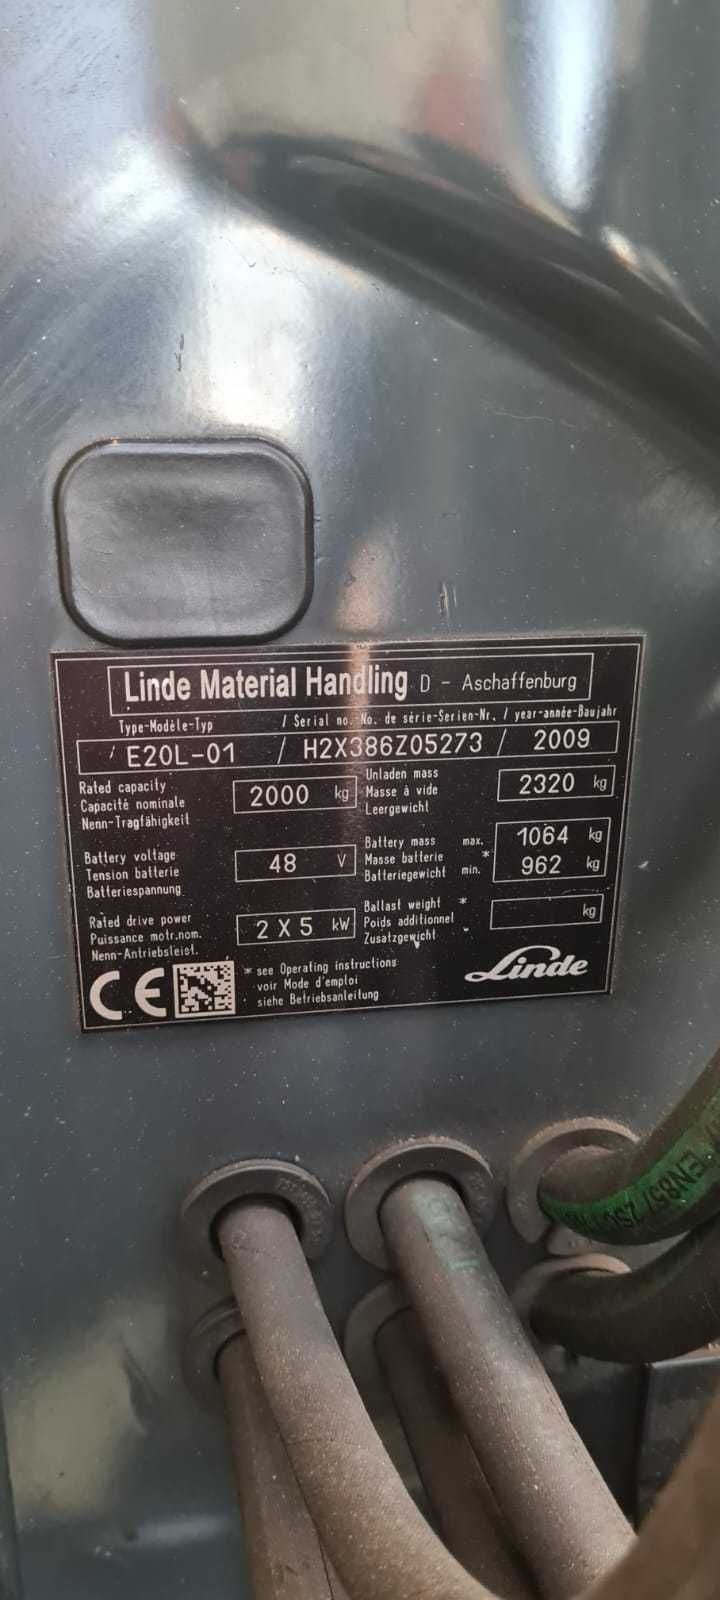 Linde Material Handling D - Aschaffenburg
Type-Modèle-Typ / Serial no.-No. de série-Serien-Nr. / year-année-Baujahr
E20L-01 / H2X386Z05273 / 2009
Rated capacity
Capacité nominale
Nenn-Tragfähigkeit
2000 kg
Unladen mass
Masse à vide
Leergewicht
2320 kg
Battery voltage
Tension batterie
Batteriespannung
48 V
Battery mass max. 1064 kg
Masse batterie *
Batteriegewicht min. 962 kg
Rated drive power
Puissance motr.nom.
Nenn-Antriebsleist.
2 X 5 kW
Ballast weight *
Poids additionnel
Zusatzgewicht
kg
CE
* see Operating instructions
voir Mode d'emploi
siehe Betriebsanleitung
Linde